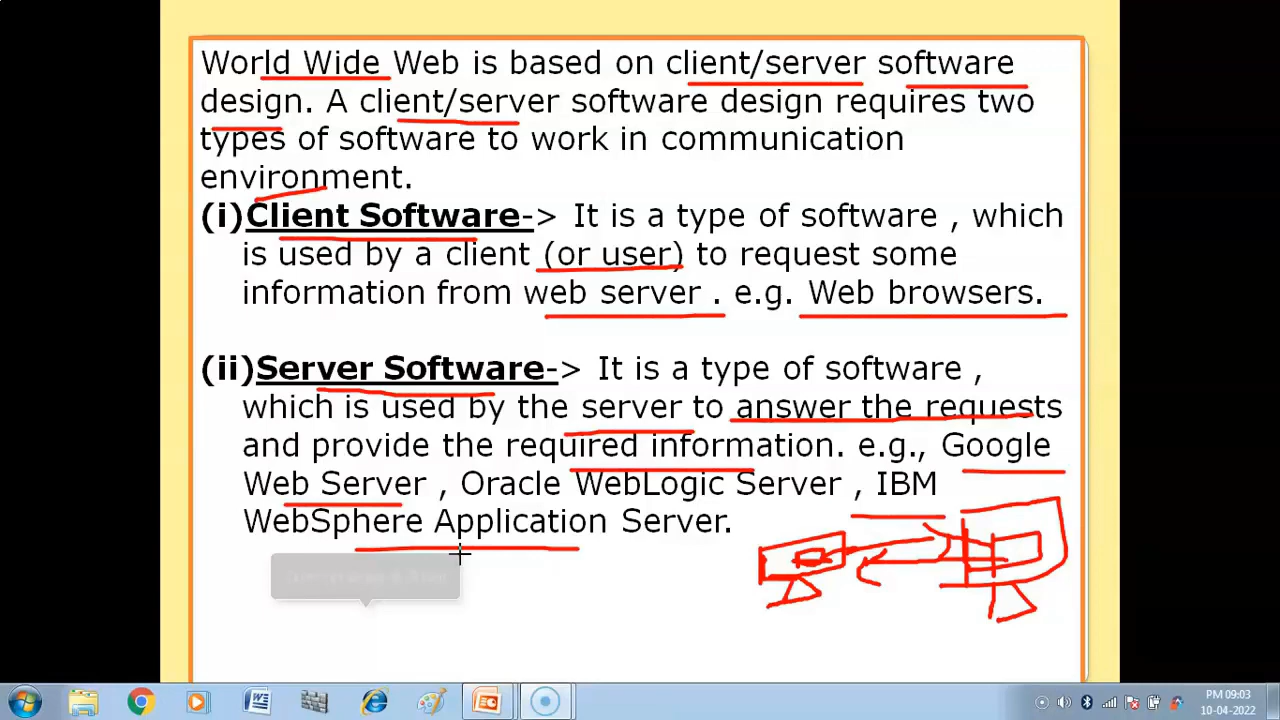 World Wide Web is based on client/server software
design. A client/server software design requires two
types of software to work in communication
environment.
(i)Client Software-> It is a type of software , which
is used by a client (or user) to request some
information from web server . e.g. Web browsers.
(ii)Server Software-> It is a type of software ,
which is used by the server to answer the requests
and provide the required information. e.g., Google
Web Server , Oracle WebLogic Server , IBM
WebSphere Application Server.
PM 09:03
10-04-2022